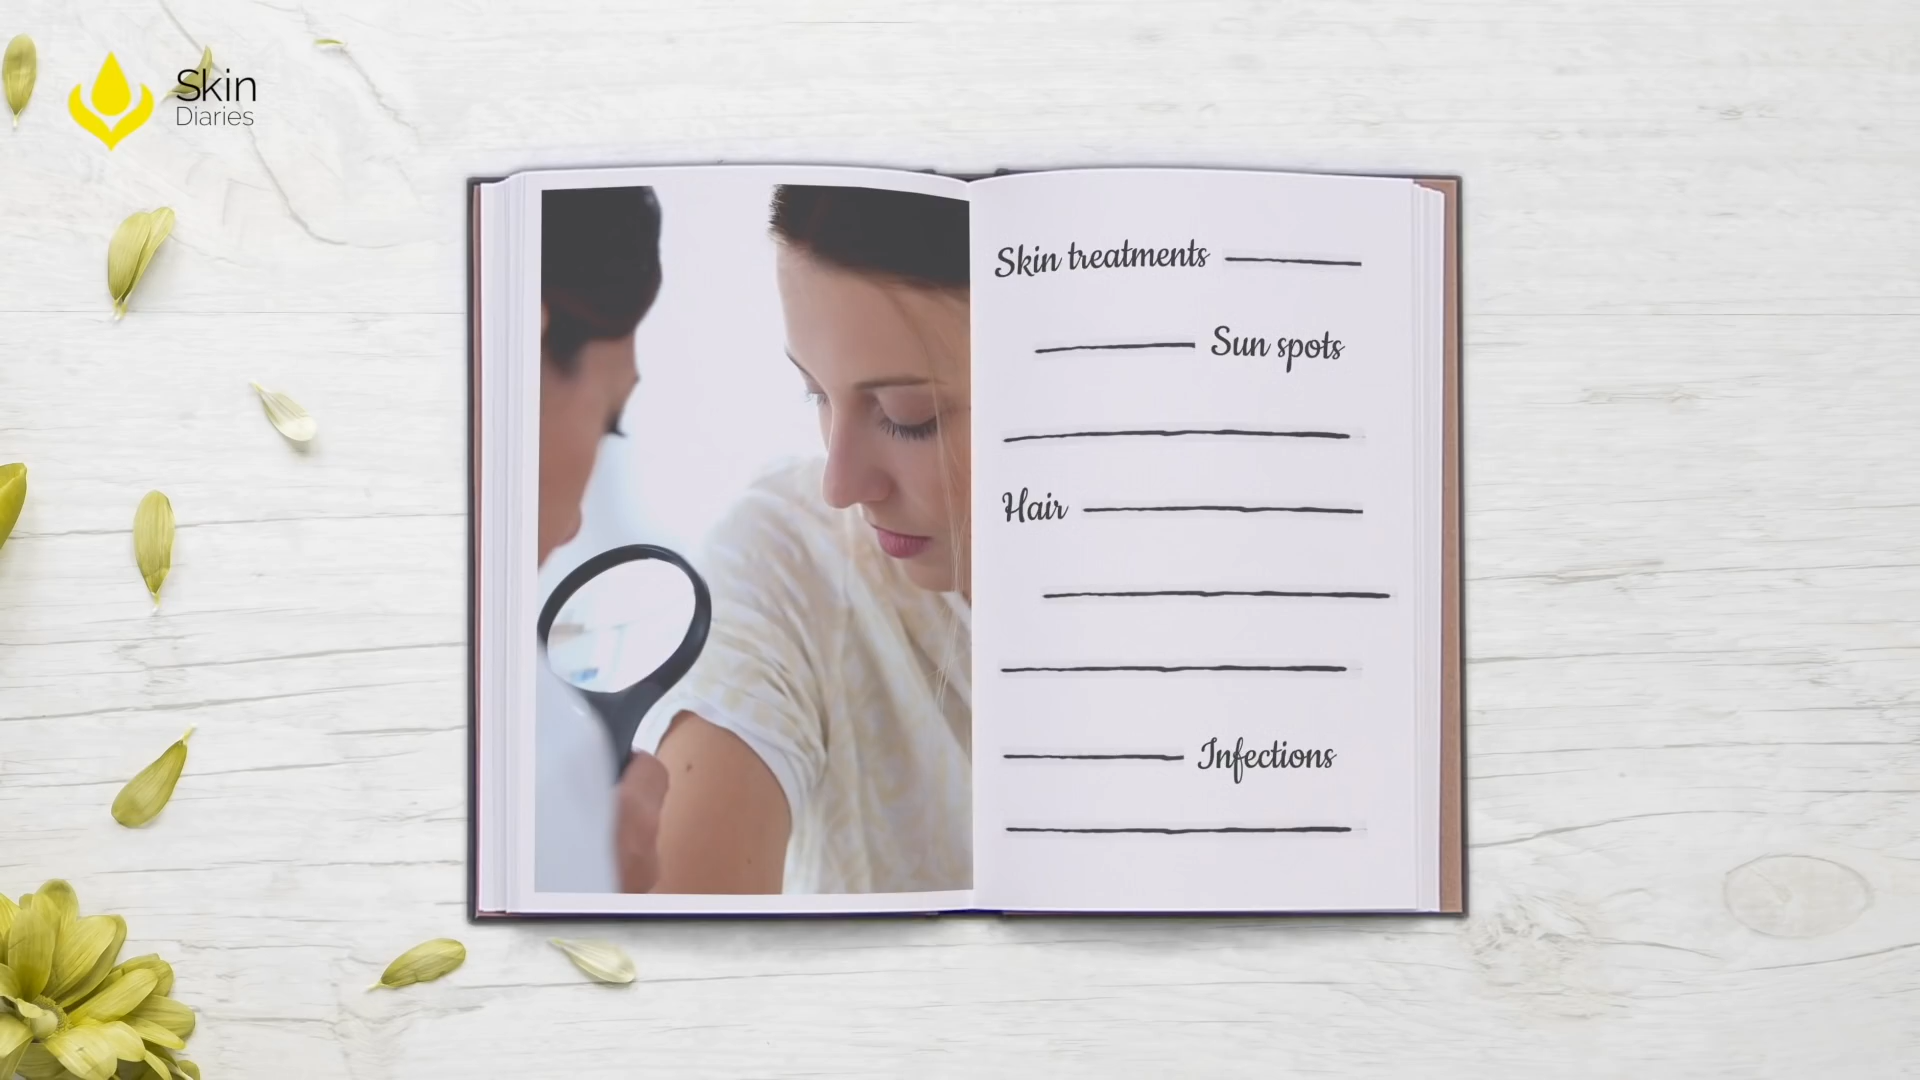 Skin
Diaries
Skin treatments
Sun spots
Hair
Infections